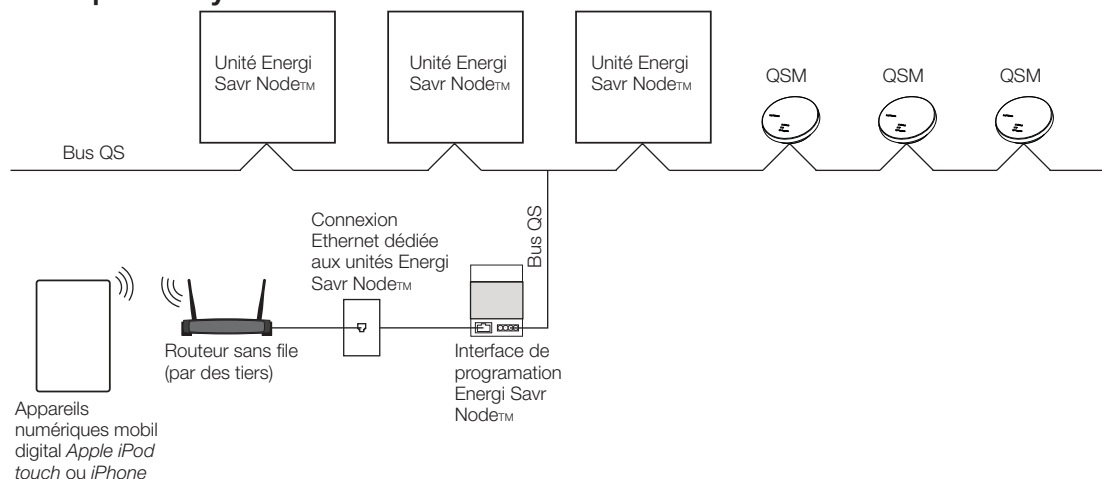 Unité Energi
Savr Node™
Unité Energi
Savr Node™
Unité Energi
Savr Node™
QSM
QSM
QSM
Bus QS
Bus QS
Connexion
Ethernet dédiée
aux unités Energi
Savr Node™
Routeur sans file
(par des tiers)
Interface de
programation
Energi Savr
Node™
Appareils
numériques mobil
digital Apple iPod
touch ou iPhone